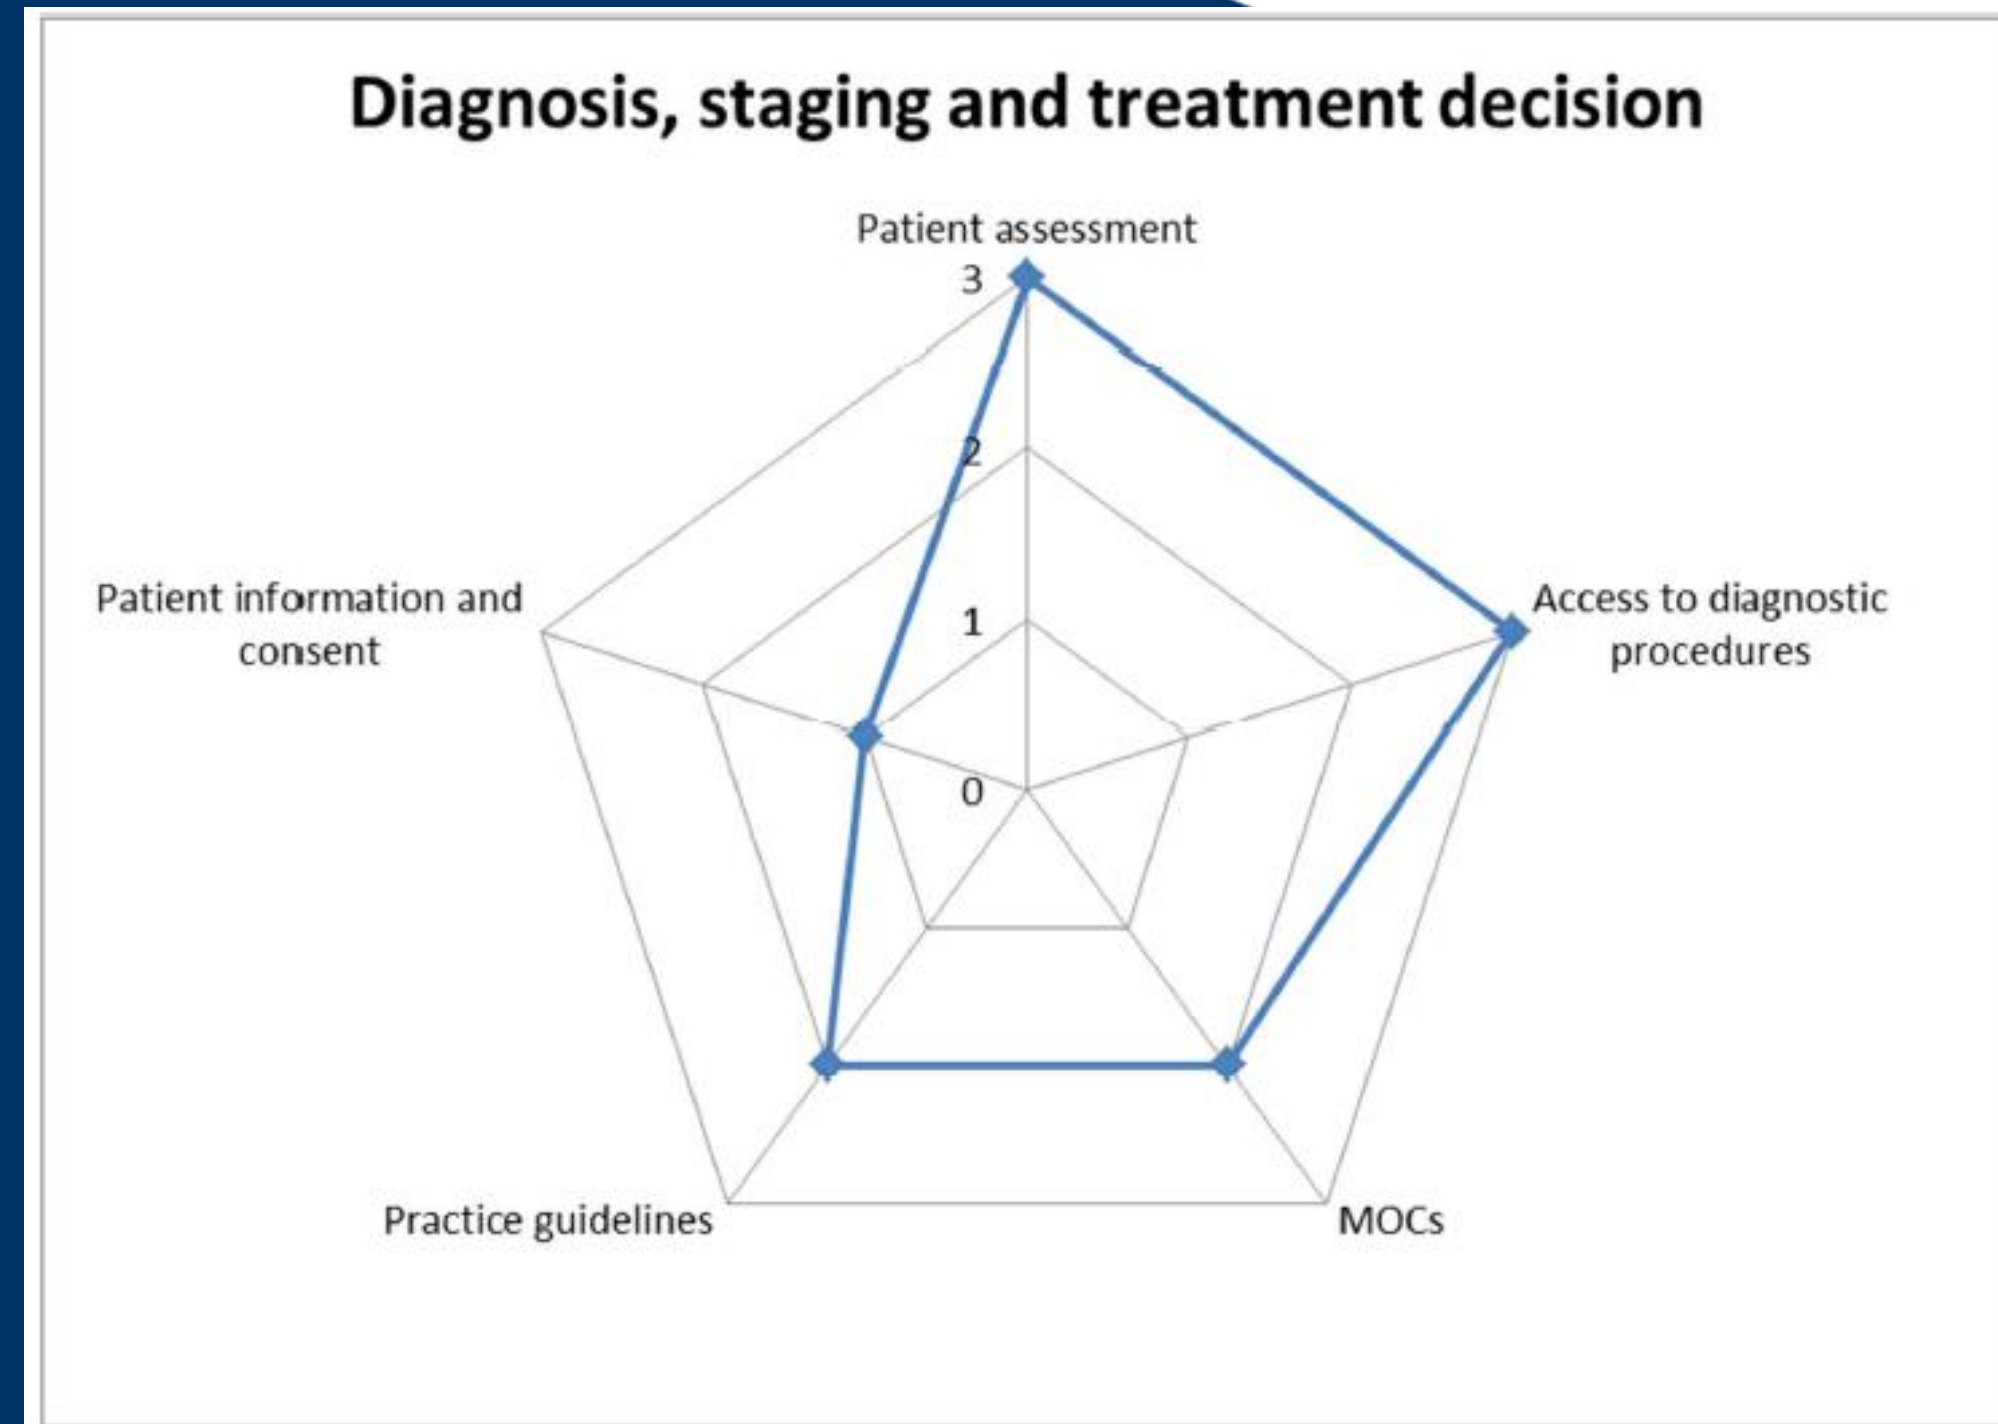 Diagnosis, staging and treatment decision
Patient assessment
3
2
1
0
Access to diagnostic
procedures
MOCs
Practice guidelines
Patient information and
consent